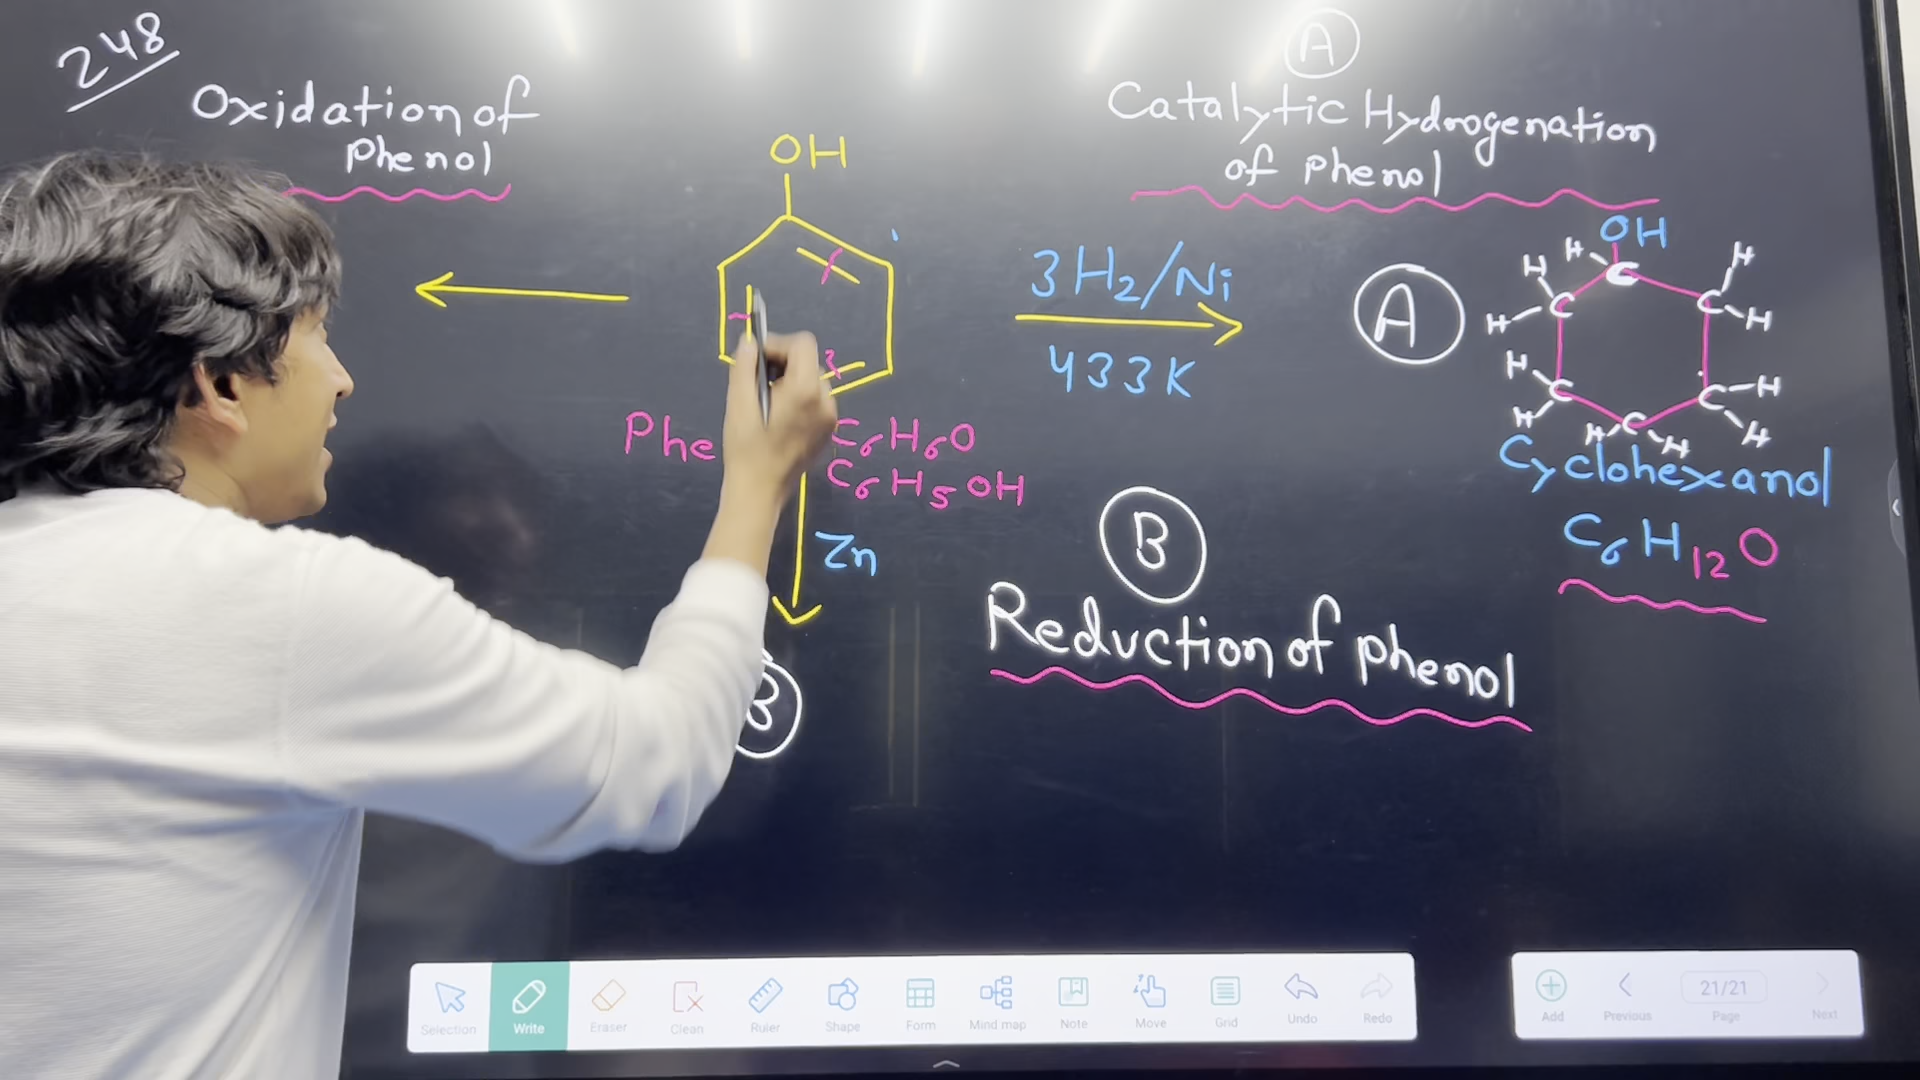 248
Oxidation of
Phenol
OH
A
Catalytic Hydrogenation
of phenol
3H2/Ni
433K
A
OH
H
H
H
H
H
H
H
H
H
H
H
C
C
C
C
C
C
Cyclohexanol
C6H12O
Phe
C6H6O
C6H5OH
Zn
B
B
Reduction of phenol
Selection
Write
Eraser
Clean
Ruler
Shape
Form
Mind map
Note
Move
Grid
Undo
Redo
Add
Previous
21/21
Page
Next